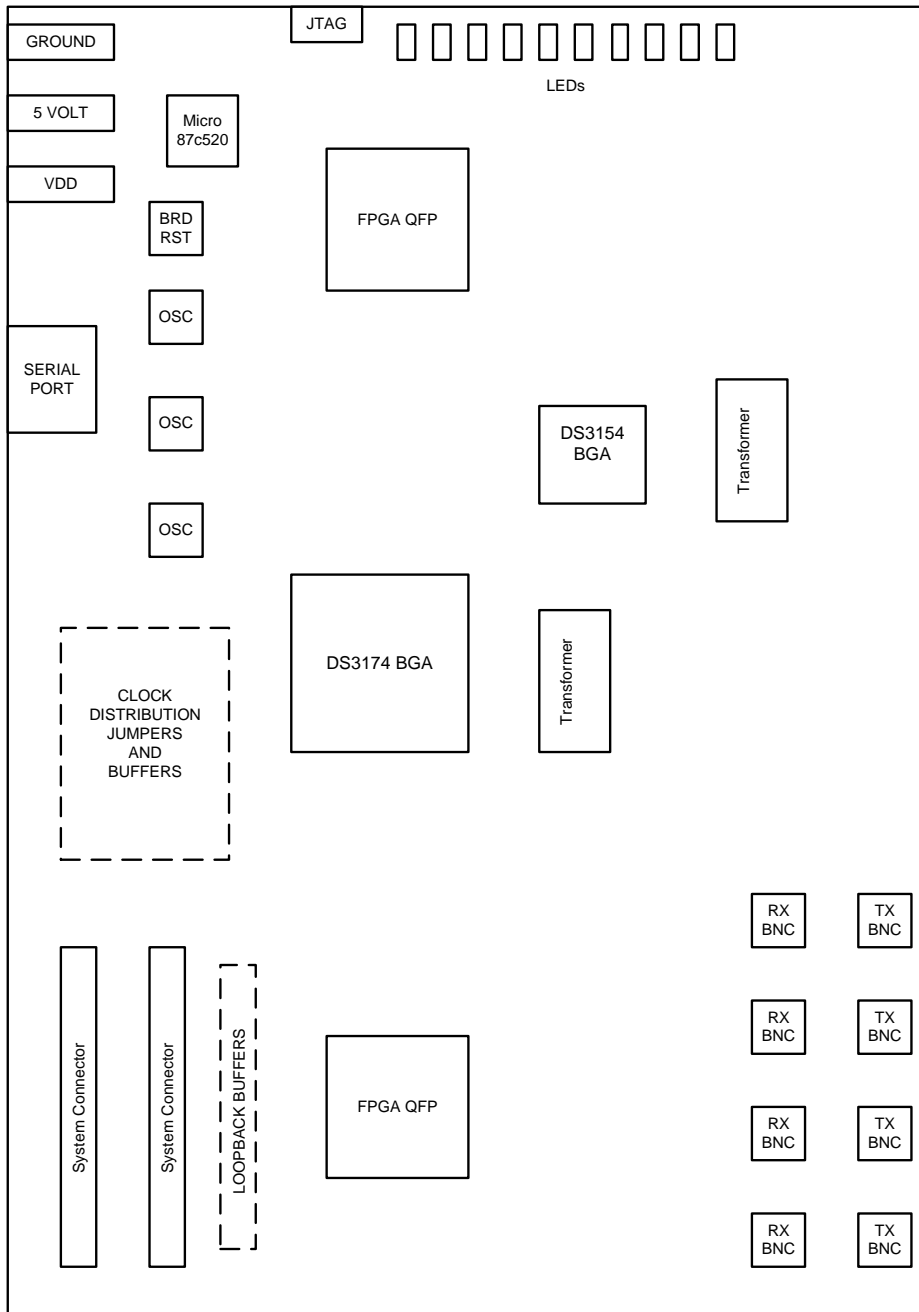 JTAG
GROUND
LEDs
5 VOLT
Micro
87c520
VDD
FPGA QFP
BRD
RST
OSC
SERIAL
PORT
OSC
DS3154
BGA
Transformer
OSC
DS3174 BGA
Transformer
CLOCK
DISTRIBUTION
JUMPERS
AND
BUFFERS
RX
BNC
TX
BNC
RX
BNC
TX
BNC
System Connector
System Connector
LOOPBACK BUFFERS
FPGA QFP
RX
BNC
TX
BNC
RX
BNC
TX
BNC